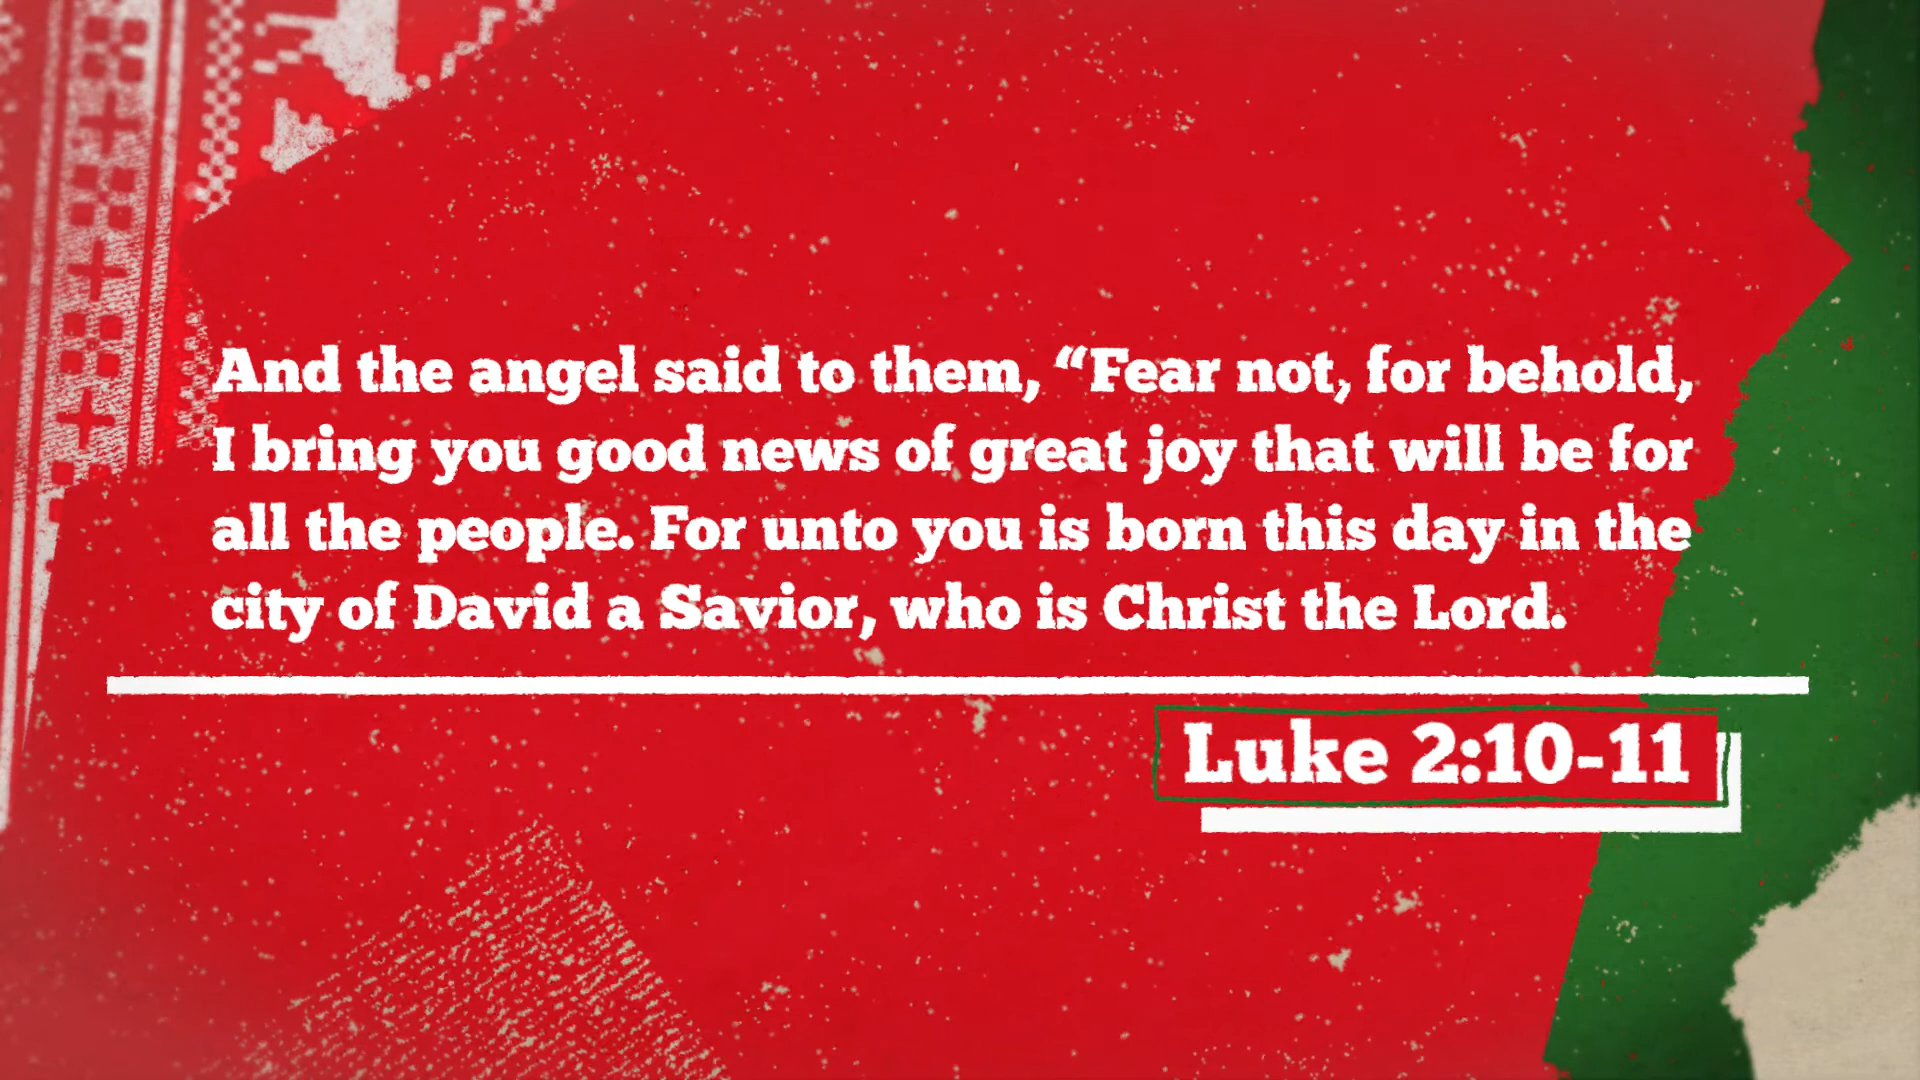 And the angel said to them, “Fear not, for behold,
I bring you good news of great joy that will be for
all the people. For unto you is born this day in the
city of David a Savior, who is Christ the Lord.
Luke 2:10-11